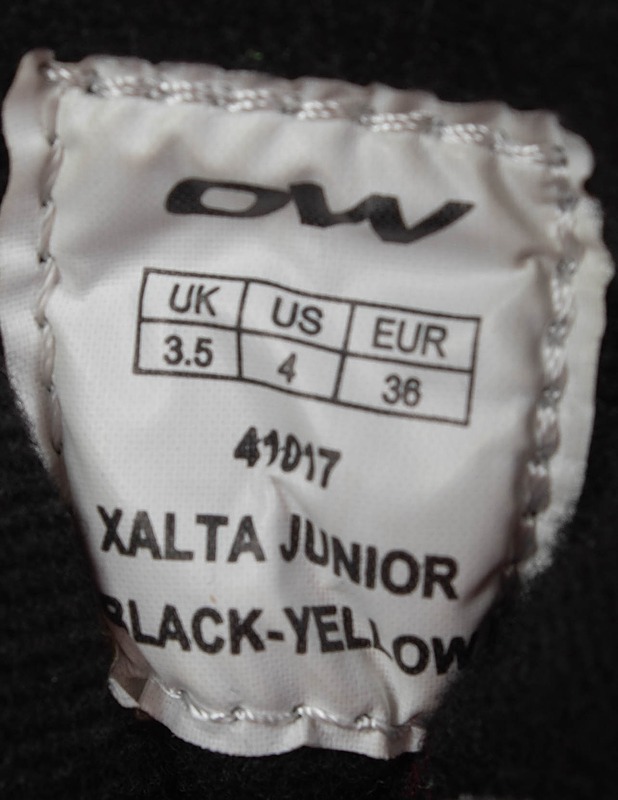 OW
UK US EUR
3.5 4 36
41017
XALTA JUNIOR
BLACK-YELLOW